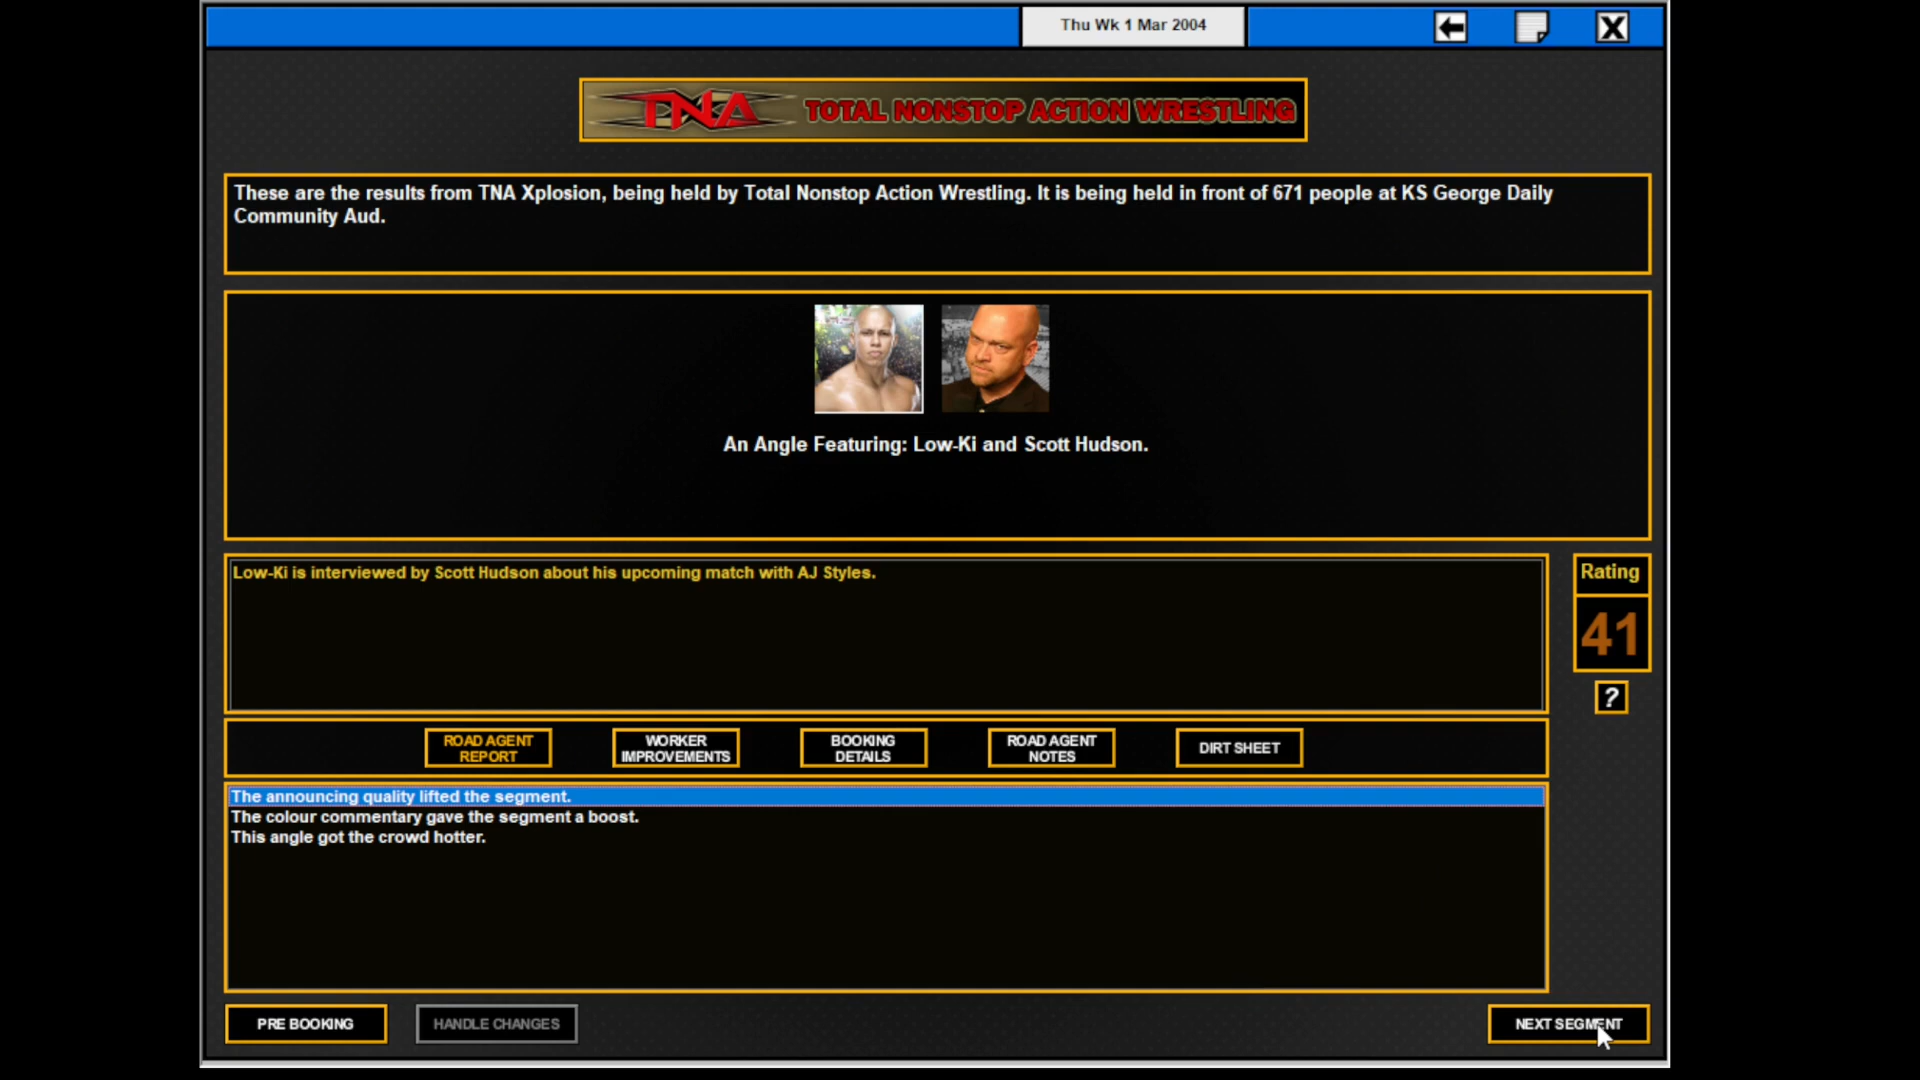 Thu Wk 1 Mar 2004
TNA TOTAL NONSTOP ACTION WRESTLING
These are the results from TNA Xplosion, being held by Total Nonstop Action Wrestling. It is being held in front of 671 people at KS George Daily
Community Aud.
An Angle Featuring: Low-Ki and Scott Hudson.
Low-Ki is interviewed by Scott Hudson about his upcoming match with AJ Styles.
Rating
41
?
ROAD AGENT
REPORT
WORKER
IMPROVEMENTS
BOOKING
DETAILS
ROAD AGENT
NOTES
DIRT SHEET
The announcing quality lifted the segment.
The colour commentary gave the segment a boost.
This angle got the crowd hotter.
PRE BOOKING
HANDLE CHANGES
NEXT SEGMENT